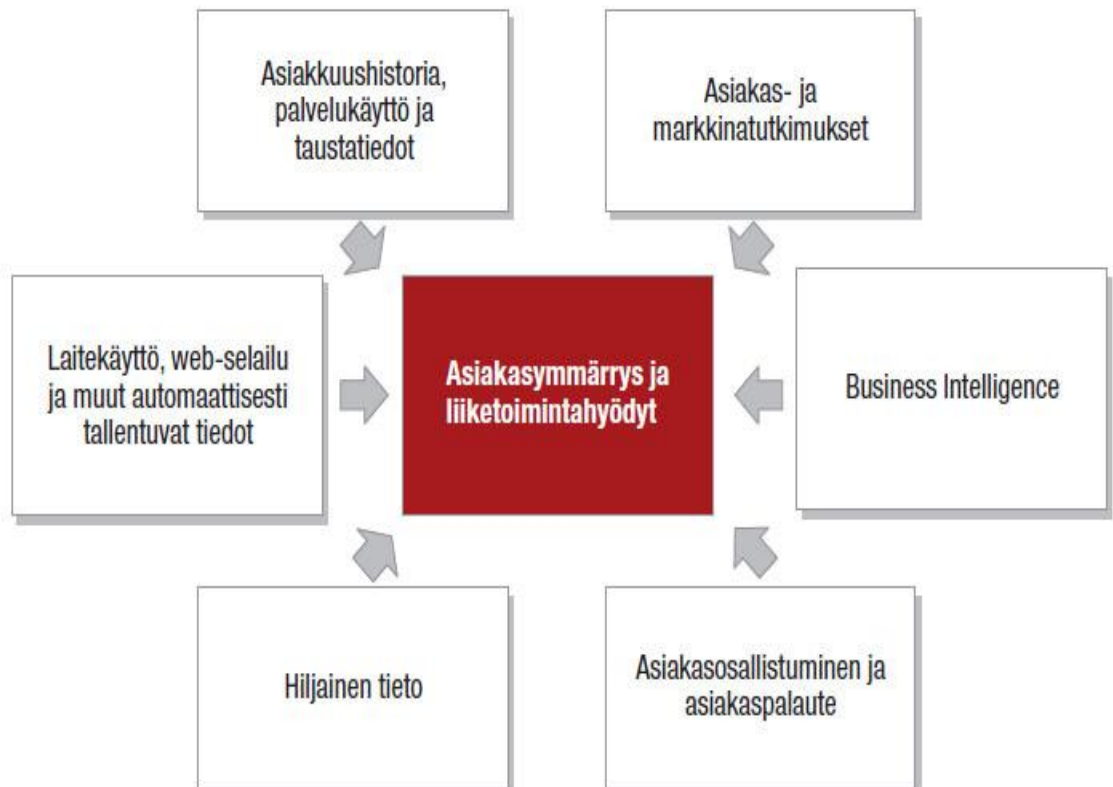 Asiakkuushistoria,
palvelukäyttö ja
taustatiedot
Asiakas- ja
markkinatutkimukset
Laitekäyttö, web-selailu
ja muut automaattisesti
tallentuvat tiedot
Asiakasymmärrys ja
liiketoimintahyödyt
Business Intelligence
Hiljainen tieto
Asiakasosallistuminen ja
asiakaspalaute